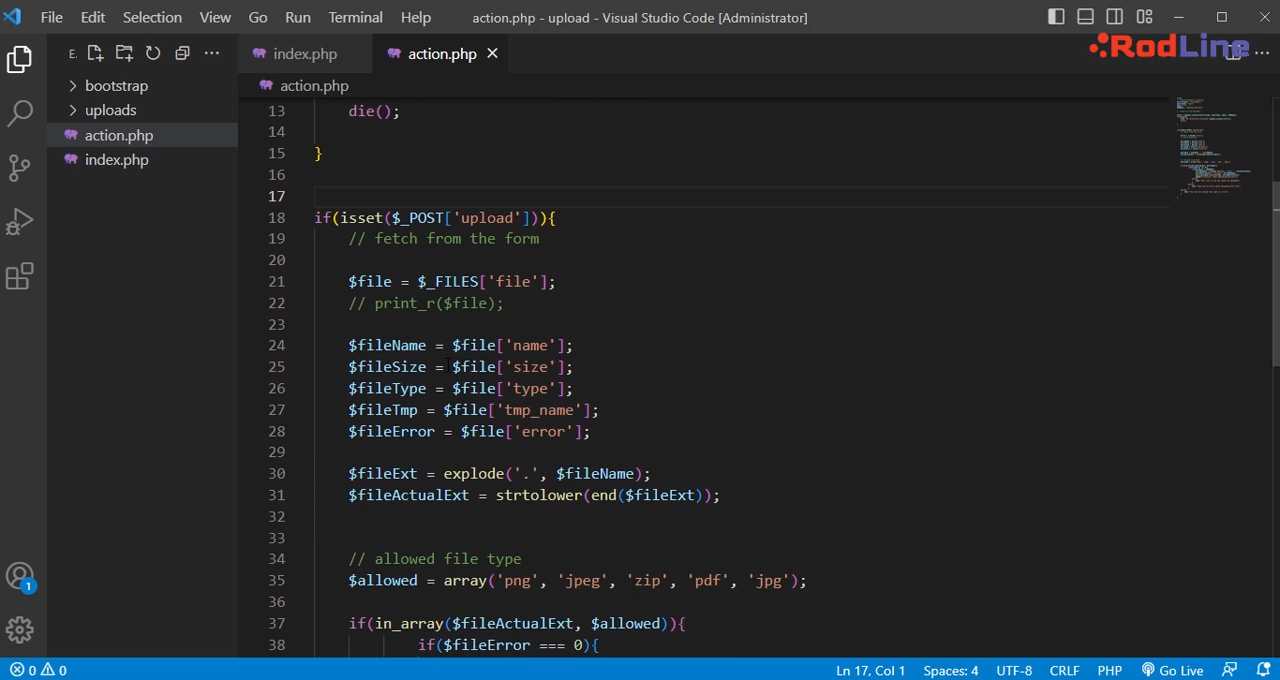 File Edit Selection View Go Run Terminal Help action.php - upload - Visual Studio Code [Administrator]
RodLine
E. ···
index.php
action.php
bootstrap
uploads
action.php
index.php
action.php
13 die();
14
15 }
16
17
18 if(isset($_POST['upload'])){
19 // fetch from the form
20
21 $file = $_FILES['file'];
22 // print_r($file);
23
24 $fileName = $file['name'];
25 $fileSize = $file['size'];
26 $fileType = $file['type'];
27 $fileTmp = $file['tmp_name'];
28 $fileError = $file['error'];
29
30 $fileExt = explode('.', $fileName);
31 $fileActualExt = strtolower(end($fileExt));
32
33
34 // allowed file type
35 $allowed = array('png', 'jpeg', 'zip', 'pdf', 'jpg');
36
37 if(in_array($fileActualExt, $allowed)){
38 if($fileError === 0){
1
0 0 Ln 17, Col 1 Spaces: 4 UTF-8 CRLF PHP Go Live